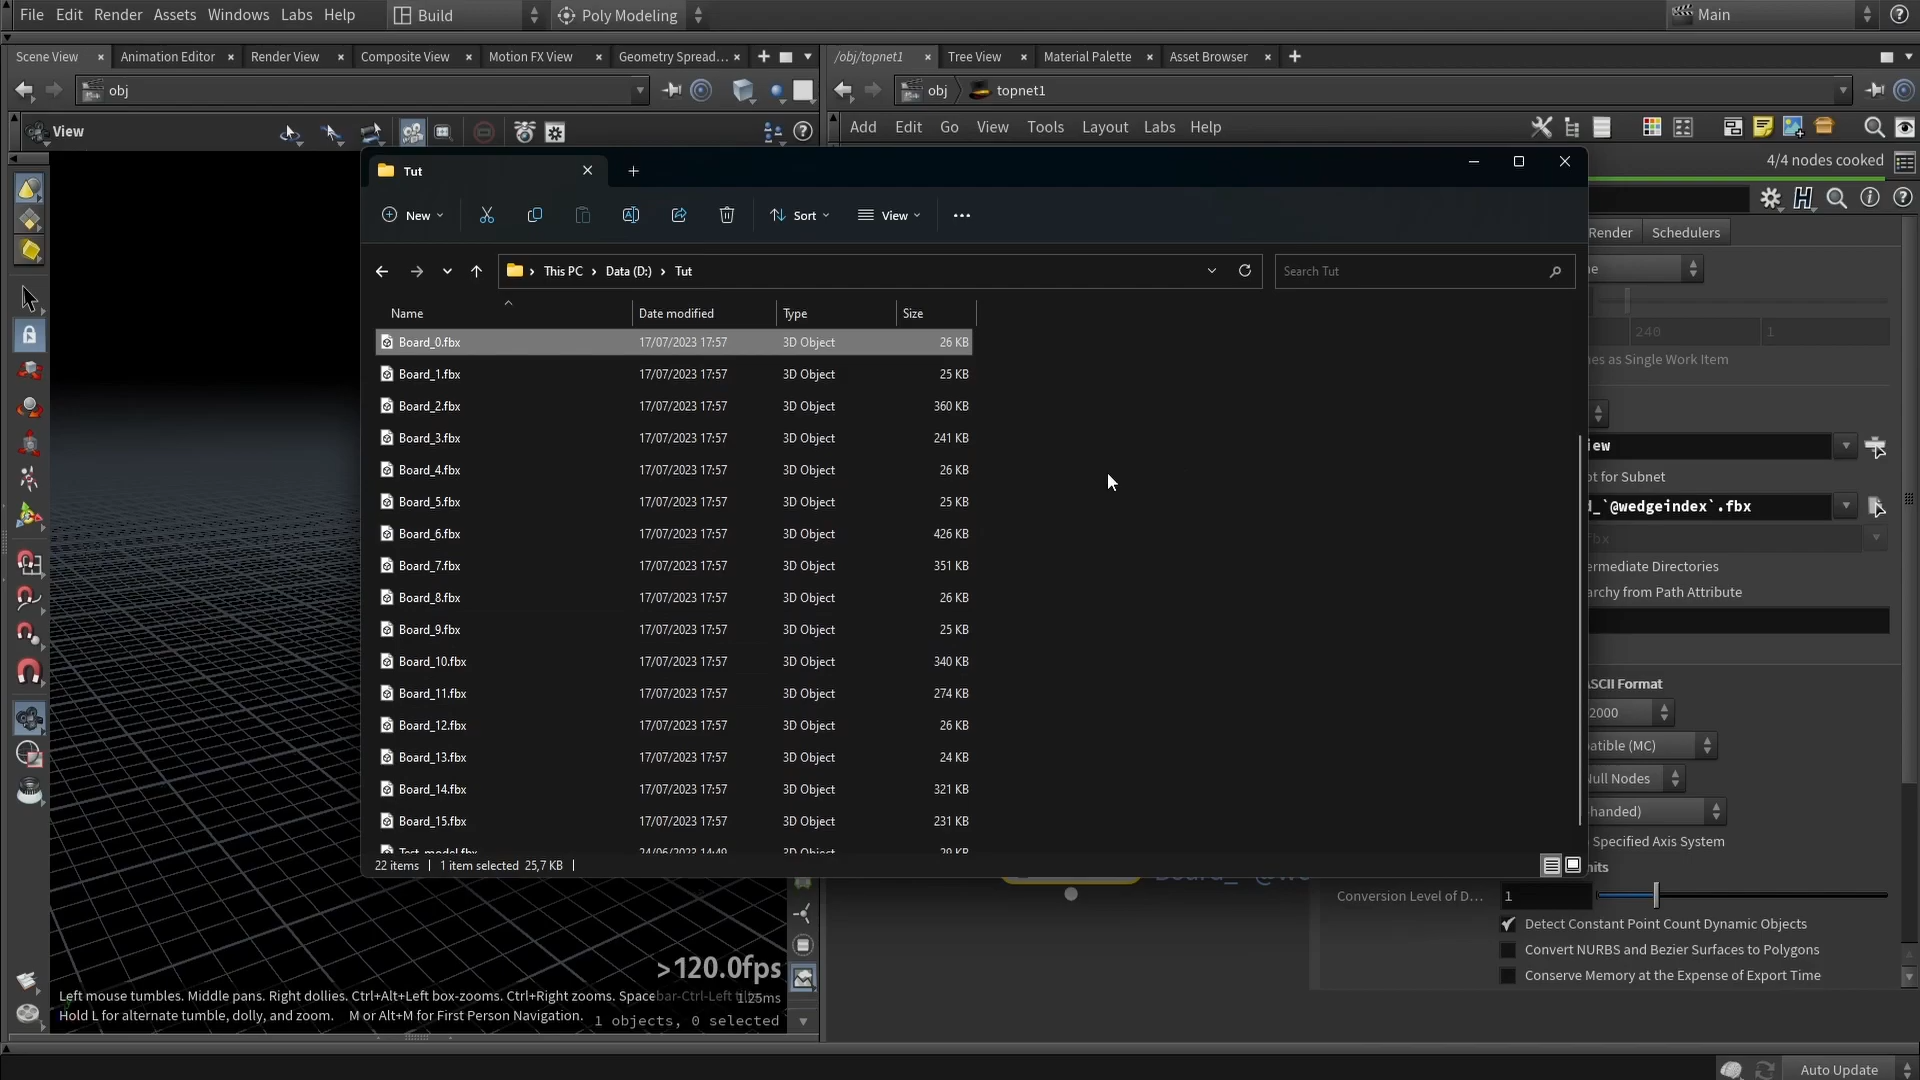 File Edit Render Assets Windows Labs Help Build Poly Modeling Main
Scene View Animation Editor Render View Composite View Motion FX View Geometry Spread... /obj/topnet1 Tree View Material Palette Asset Browser
obj obj topnet1
View Add Edit Go View Tools Layout Labs Help
4/4 nodes cooked
Tut
New Sort View
Render Schedulers
This PC Data (D:) Tut Search Tut
Name Date modified Type Size
240 1
Board_0.fbx 17/07/2023 17:57 3D Object 26 KB
es as Single Work Item
Board_1.fbx 17/07/2023 17:57 3D Object 25 KB
Board_2.fbx 17/07/2023 17:57 3D Object 360 KB
Board_3.fbx 17/07/2023 17:57 3D Object 241 KB
iew
Board_4.fbx 17/07/2023 17:57 3D Object 26 KB
ot for Subnet
Board_5.fbx 17/07/2023 17:57 3D Object 25 KB
d_`@wedgeindex`.fbx
Board_6.fbx 17/07/2023 17:57 3D Object 426 KB
fbx
Board_7.fbx 17/07/2023 17:57 3D Object 351 KB
ermediate Directories
Board_8.fbx 17/07/2023 17:57 3D Object 26 KB
archy from Path Attribute
Board_9.fbx 17/07/2023 17:57 3D Object 25 KB
Board_10.fbx 17/07/2023 17:57 3D Object 340 KB
ASCII Format
Board_11.fbx 17/07/2023 17:57 3D Object 274 KB
2000
Board_12.fbx 17/07/2023 17:57 3D Object 26 KB
patible (MC)
Board_13.fbx 17/07/2023 17:57 3D Object 24 KB
Null Nodes
Board_14.fbx 17/07/2023 17:57 3D Object 321 KB
-handed)
Board_15.fbx 17/07/2023 17:57 3D Object 231 KB
Specified Axis System
Test_model.fbx 24/06/2023 14:49 3D Object 29 KB
22 items 1 item selected 25,7 KB
nits
Board_`@we
Conversion Level of D... 1
Detect Constant Point Count Dynamic Objects
Convert NURBS and Bezier Surfaces to Polygons
>120.0fps
Conserve Memory at the Expense of Export Time
Left mouse tumbles. Middle pans. Right dollies. Ctrl+Alt+Left box-zooms. Ctrl+Right zooms. Spacebar-Ctrl-Left
1.25ms
Hold L for alternate tumble, dolly, and zoom. M or Alt+M for First Person Navigation.
1 objects, 0 selected
Auto Update